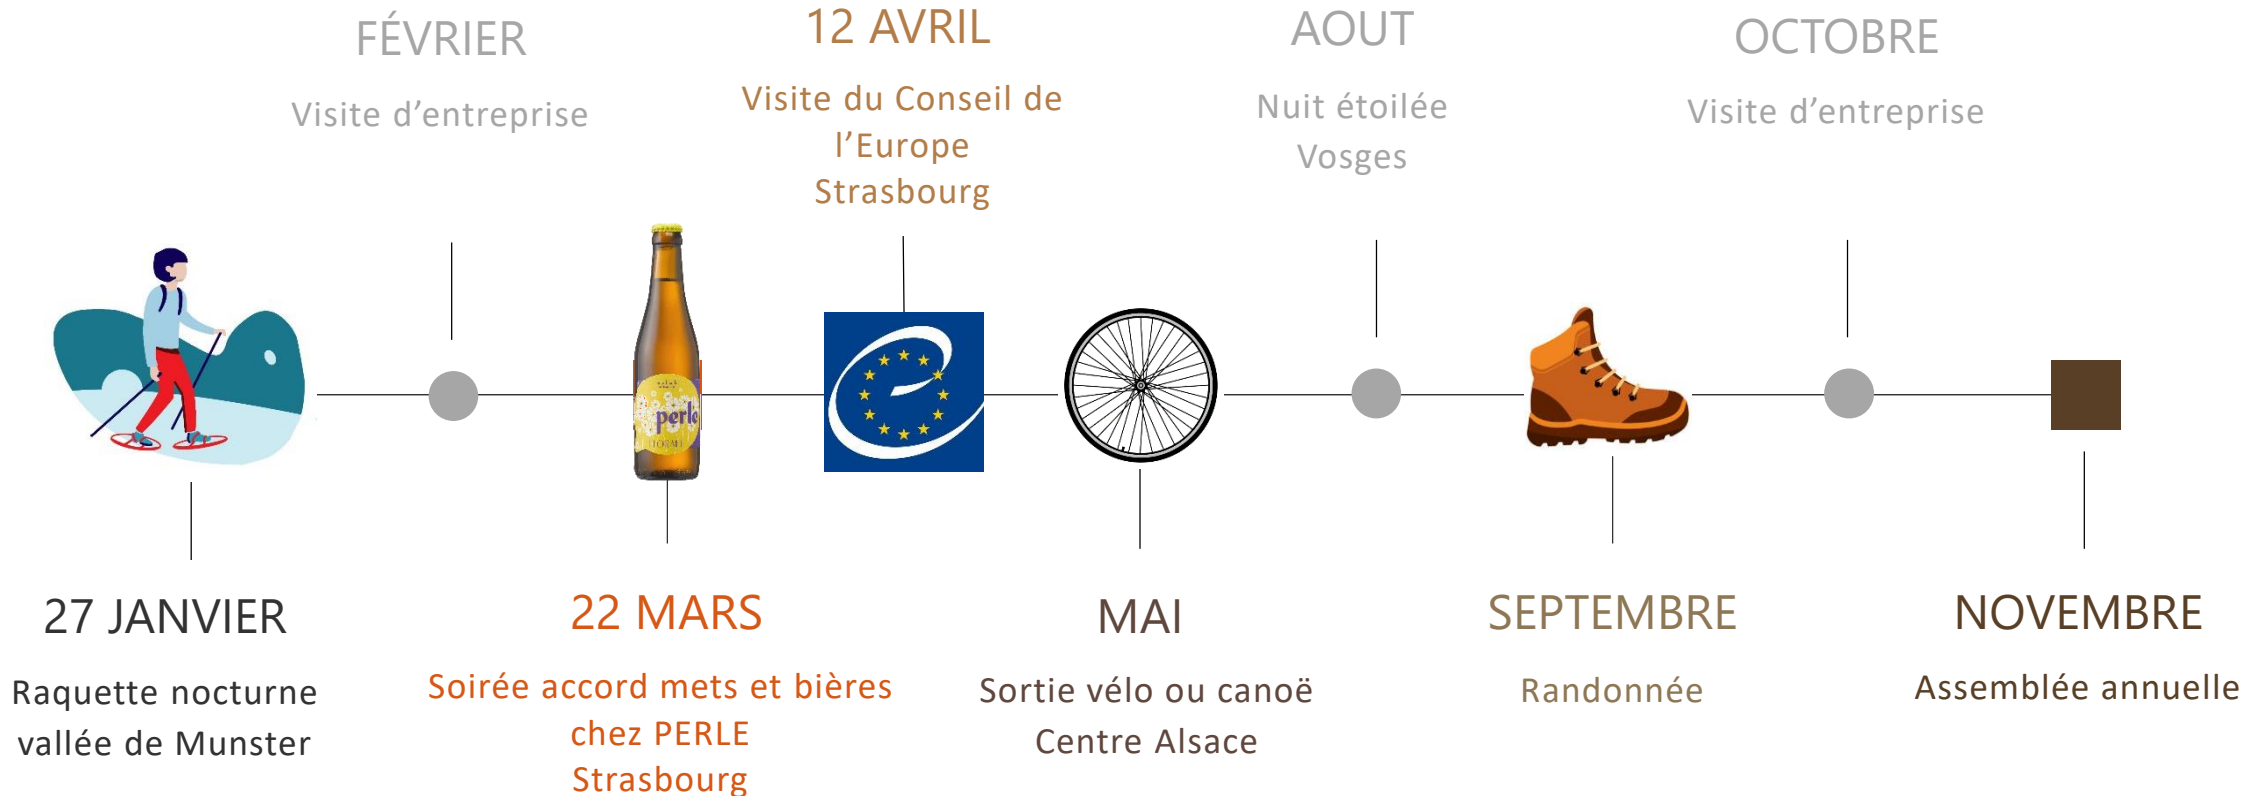 FÉVRIER
Visite d’entreprise
12 AVRIL
Visite du Conseil de
l’Europe
Strasbourg
AOUT
Nuit étoilée
Vosges
OCTOBRE
Visite d’entreprise
perle
27 JANVIER
Raquette nocturne
vallée de Munster
22 MARS
Soirée accord mets et bières
chez PERLE
Strasbourg
MAI
Sortie vélo ou canoë
Centre Alsace
SEPTEMBRE
Randonnée
NOVEMBRE
Assemblée annuelle